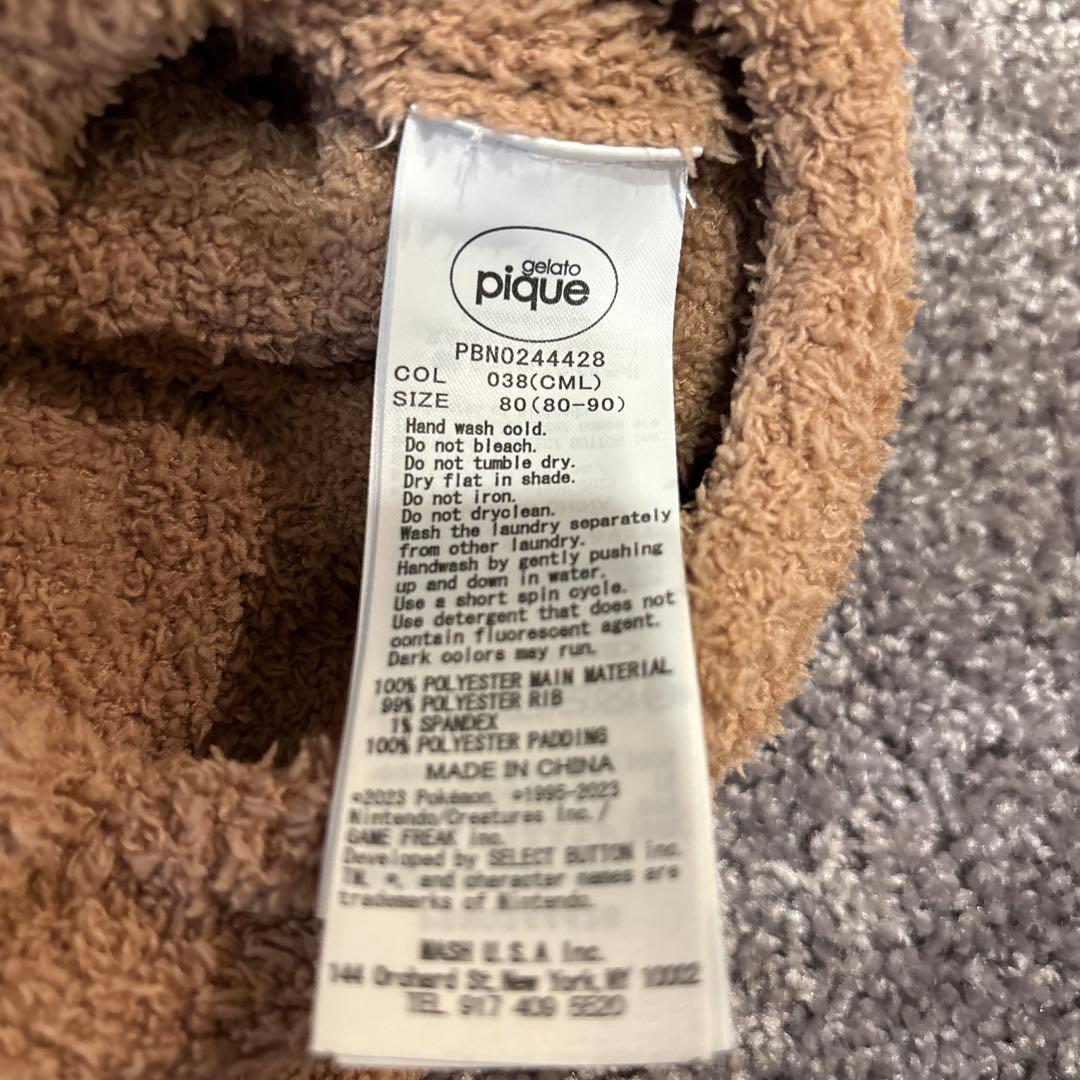 gelato
pique
PBN0244428
COL 038(CML)
SIZE 80(80-90)
Hand wash cold.
Do not bleach.
Do not tumble dry.
Dry flat in shade.
Do not iron.
Do not dryclean.
Wash the laundry separately
from other laundry.
Handwash by gently pushing
up and down in water.
Use a short spin cycle.
Use detergent that does not
contain fluorescent agent.
Dark colors may run.
100% POLYESTER MAIN MATERIAL
99% POLYESTER RIB
1% SPANDEX
100% POLYESTER PADDING
MADE IN CHINA
©2023 Pokémon. ©1995-2023
Nintendo/Creatures Inc./
GAME FREAK inc.
Developed by SELECT BUTTON inc.
TM, ®, and character names are
trademarks of Nintendo.
MASH U.S.A Inc.
144 Orchard St, New York, NY 10002
TEL 917 409 5520